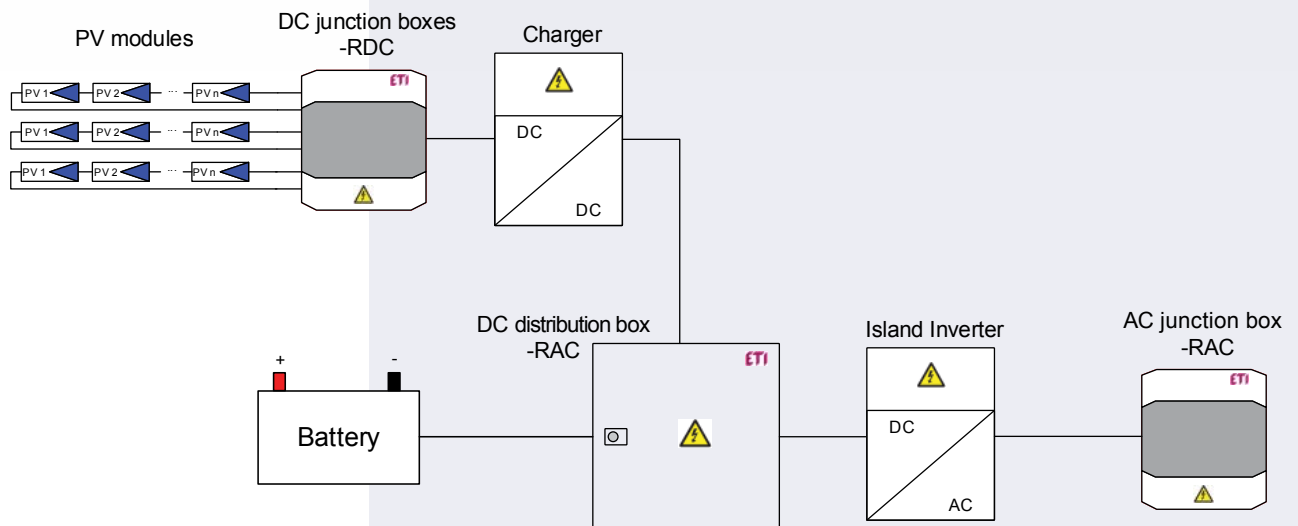 PV modules
DC junction boxes
-RDC
Charger
ETI
PV 1 PV 2 ... PV n
PV 1 PV 2 ... PV n
PV 1 PV 2 ... PV n
DC
DC
DC distribution box
-RAC
Island Inverter
AC junction box
-RAC
+ -
ETI
ETI
Battery
DC
AC